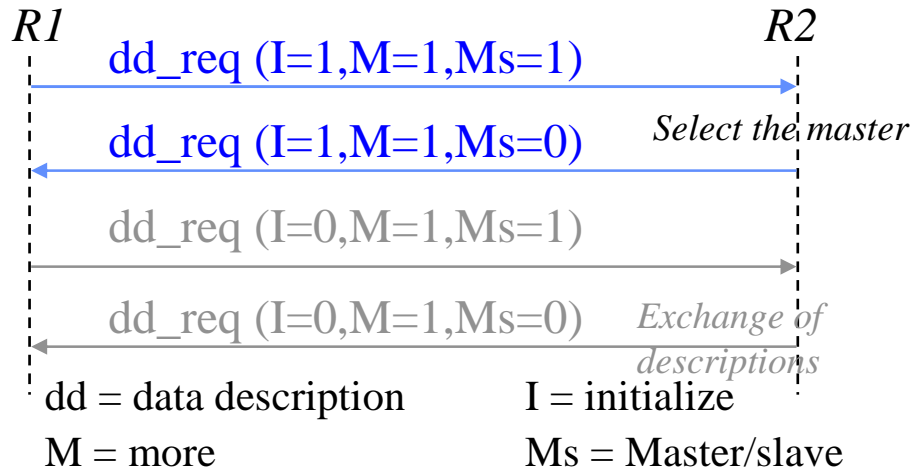 R1 R2
dd_req (I=1,M=1,Ms=1)
Select the master
dd_req (I=1,M=1,Ms=0)
dd_req (I=0,M=1,Ms=1)
dd_req (I=0,M=1,Ms=0)
Exchange of
descriptions
dd = data description I = initialize
M = more Ms = Master/slave